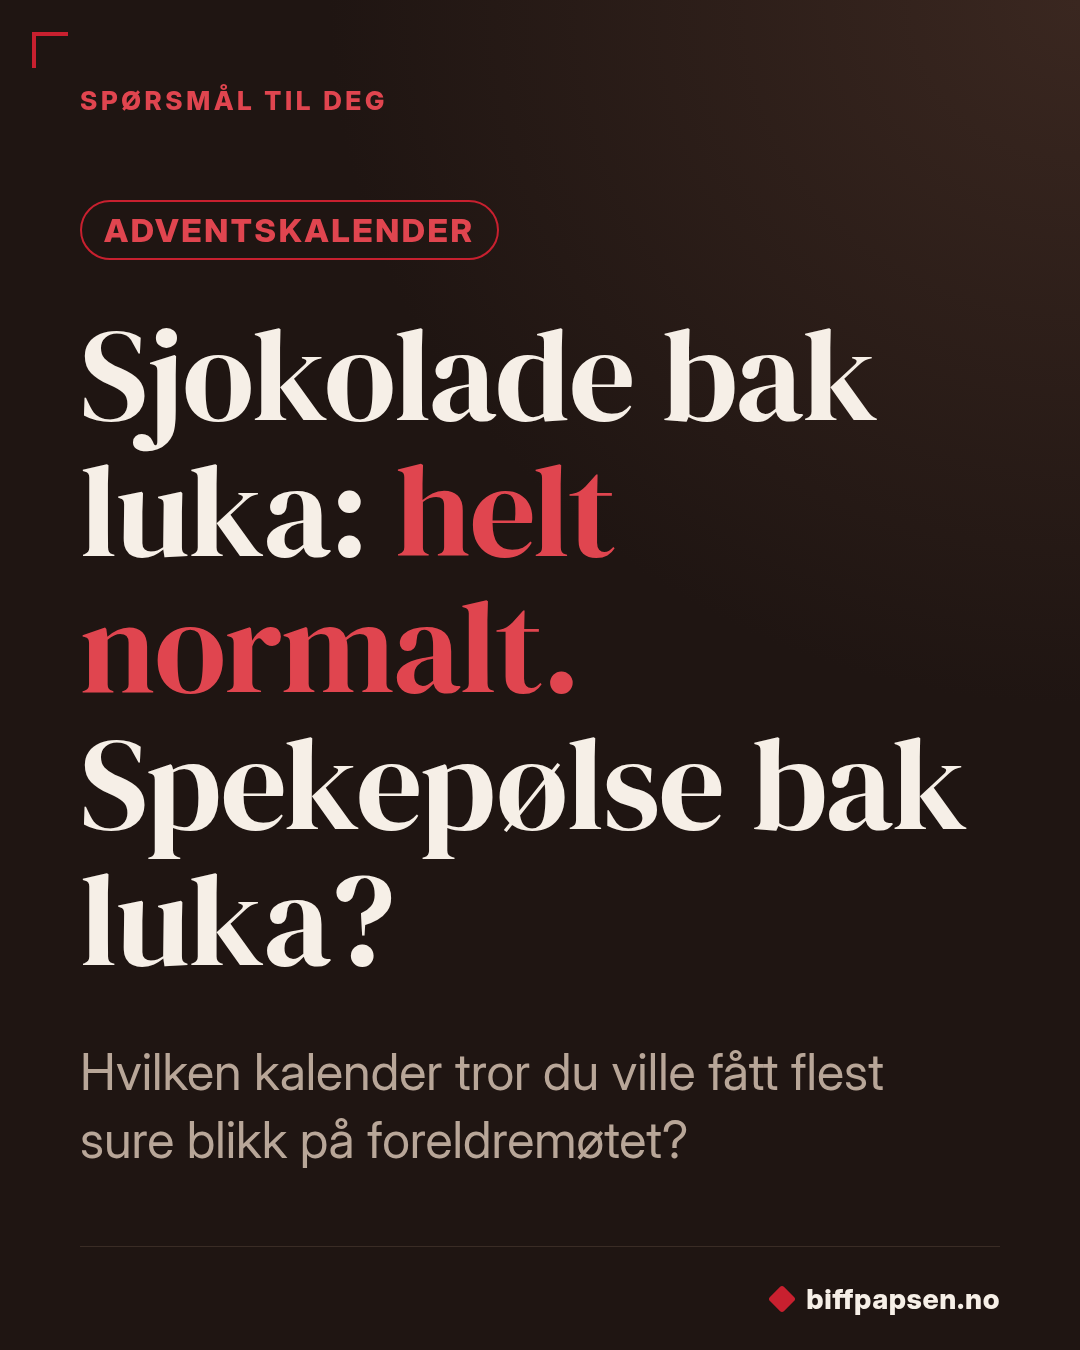 SPØRSMÅL TIL DEG
ADVENTSKALENDER
Sjokolade bak
luka: helt
normalt.
Spekepølse bak
luka?
Hvilken kalender tror du ville fått flest
sure blikk på foreldremøtet?
biffpapsen.no